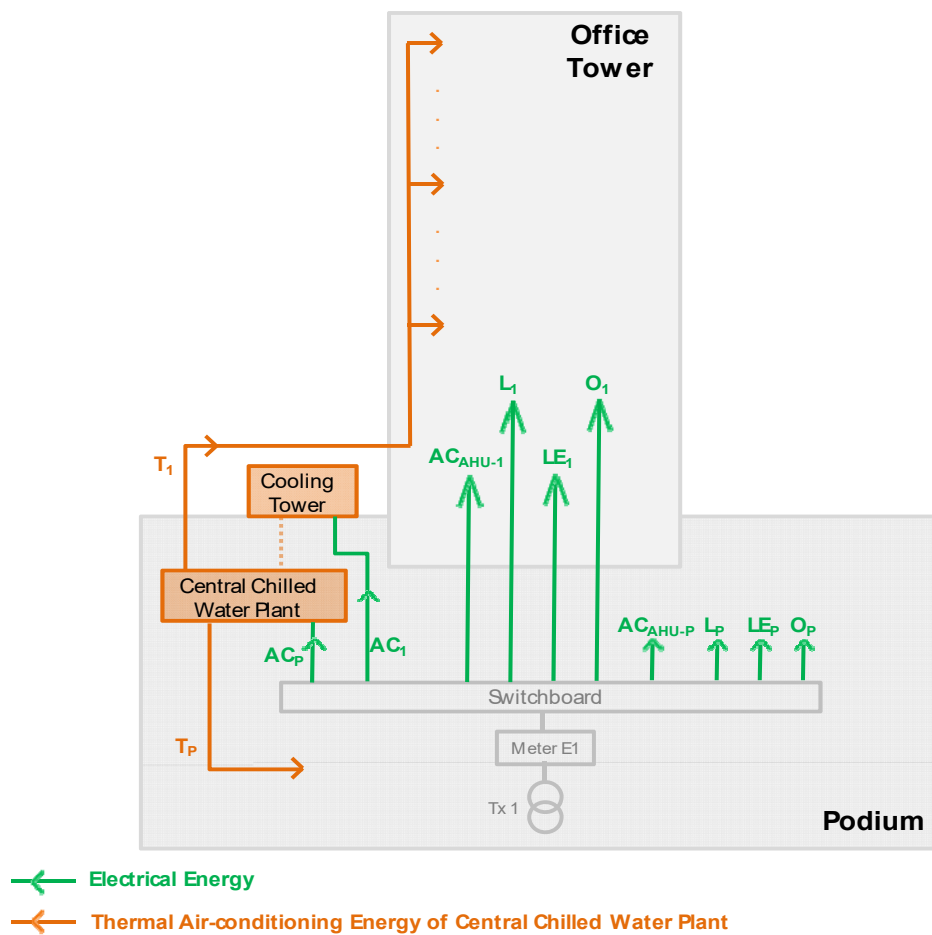 Office
Tower
L1
O1
ACAHU-1
LE1
T1
Cooling
Tower
Central Chilled
Water Plant
ACP
AC1
ACAHU-P
LP
LEP
OP
Switchboard
TP
Meter E1
Tx 1
Podium
Electrical Energy
Thermal Air-conditioning Energy of Central Chilled Water Plant